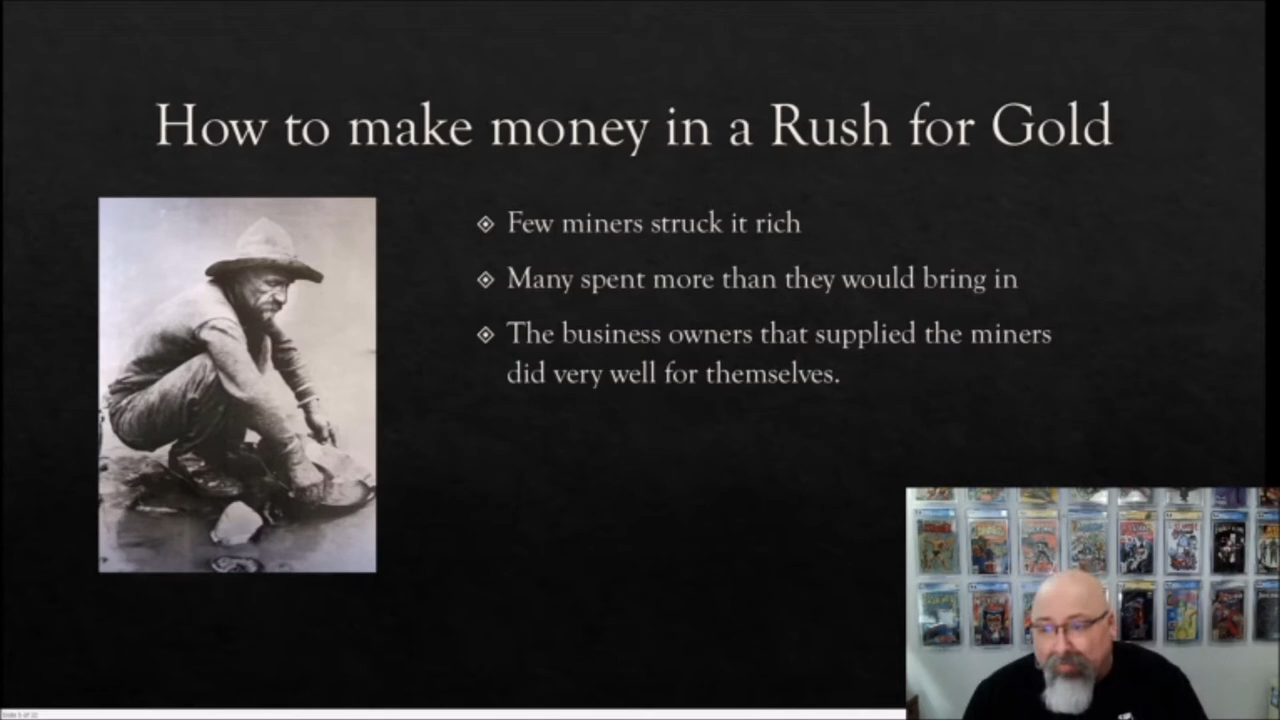 How to make money in a Rush for Gold
Few miners struck it rich
Many spent more than they would bring in
The business owners that supplied the miners
did very well for themselves.